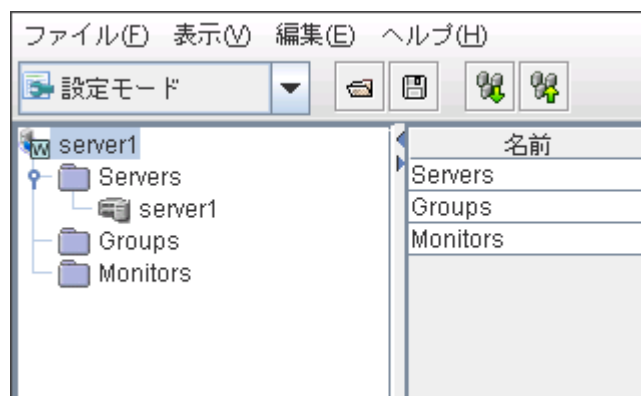 ファイル(F) 表示(V) 編集(E) ヘルプ(H)
設定モード
server1
Servers
server1
Groups
Monitors
名前
Servers
Groups
Monitors